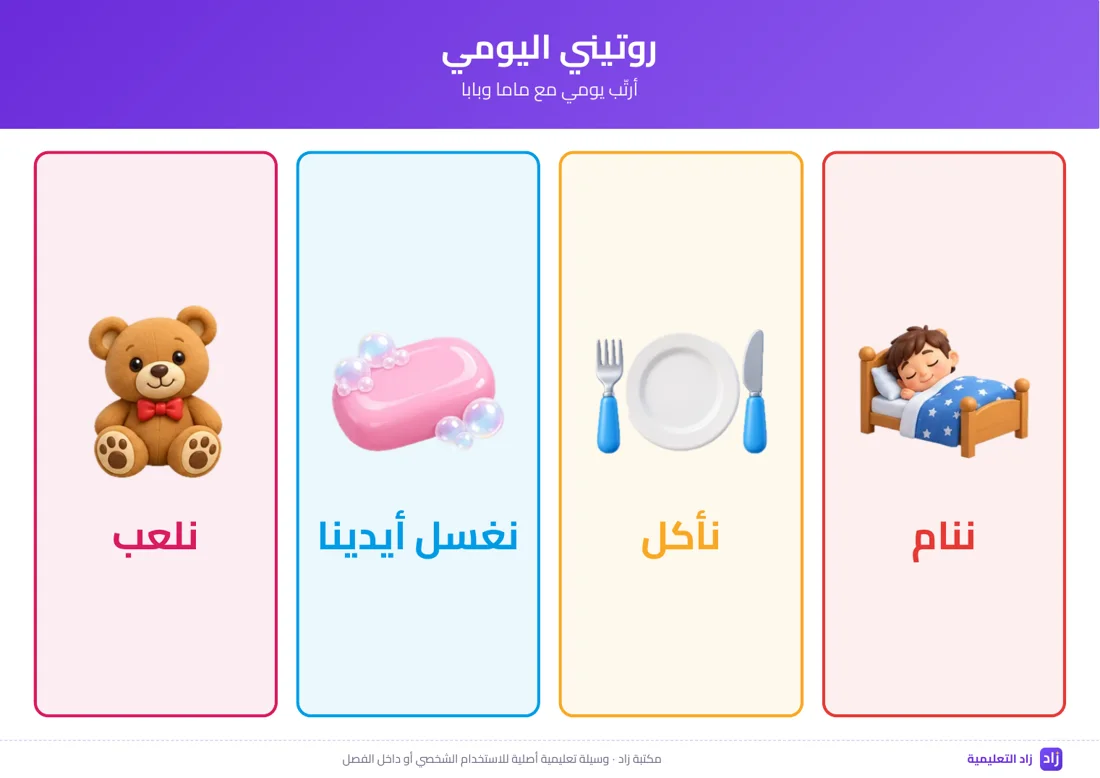 روتيني اليومي
أرتّب يومي مع ماما وبابا
ننام
نأكل
نغسل أيدينا
نلعب
زاد
زاد التعليمية
مكتبة زاد · وسيلة تعليمية أصلية للاستخدام الشخصي أو داخل الفصل